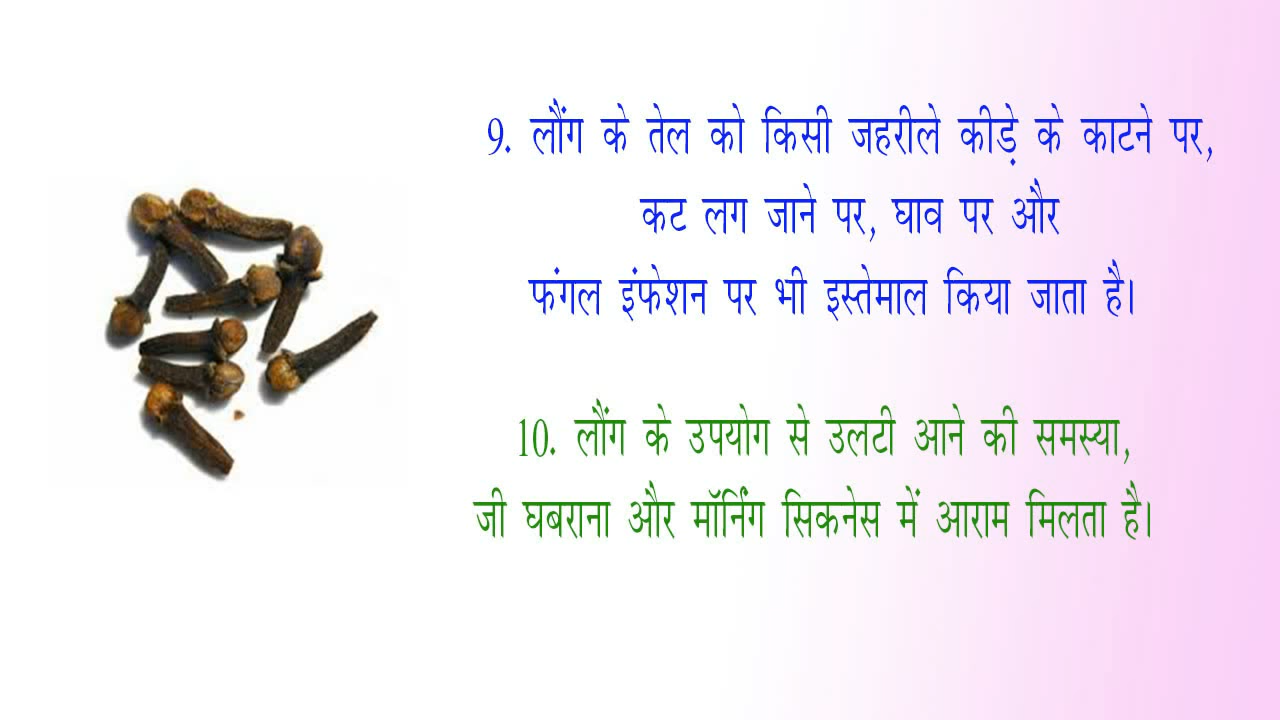 9. लौंग के तेल को किसी जहरीले कीड़े के काटने पर,
कट लग जाने पर, घाव पर और
फंगल इंफेशन पर भी इस्तेमाल किया जाता है।
10. लौंग के उपयोग से उलटी आने की समस्या,
जी घबराना और मॉर्निंग सिकनेस में आराम मिलता है।